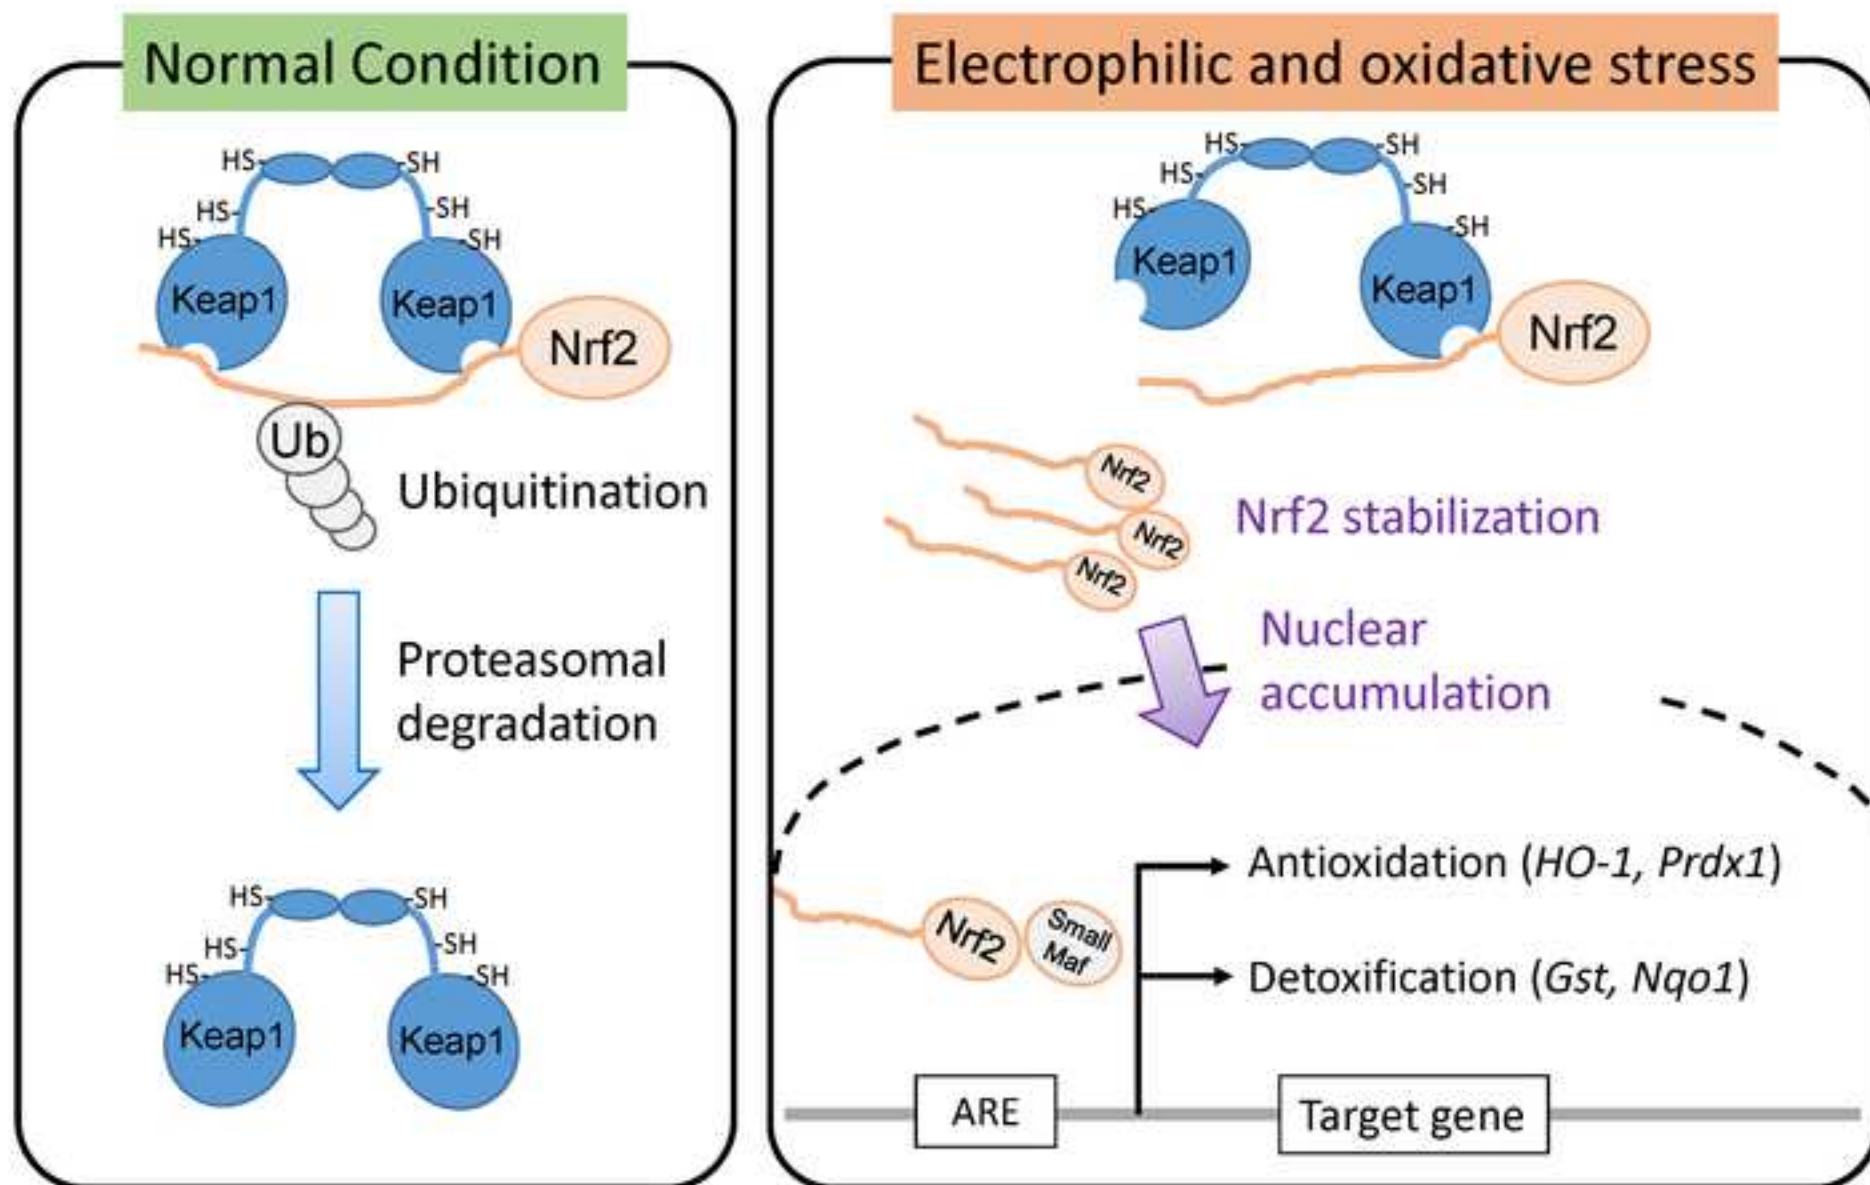 Normal Condition
HS- -SH
HS- -SH
HS- -SH
Keap1 Keap1
Nrf2
Ub
Ubiquitination
Proteasomal
degradation
HS- -SH
HS- -SH
HS- -SH
Keap1 Keap1
Electrophilic and oxidative stress
HS- -SH
HS- -SH
HS- -SH
Keap1 Keap1
Nrf2
Nrf2
Nrf2
Nrf2
Nrf2 stabilization
Nuclear
accumulation
Nrf2
Small
Maf
Antioxidation (HO-1, Prdx1)
Detoxification (Gst, Nqo1)
ARE
Target gene